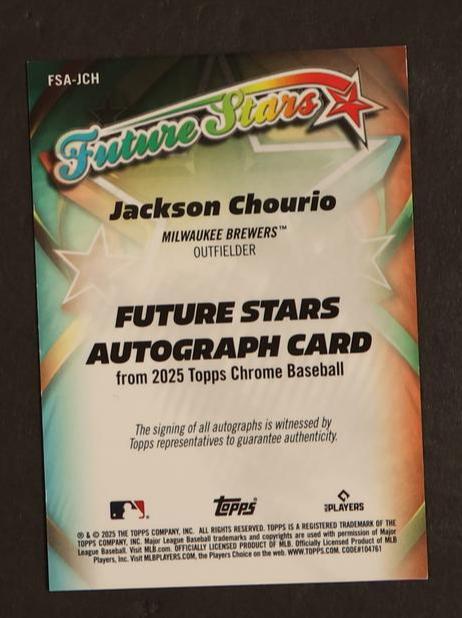 FSA-JCH
Future Stars
Jackson Chourio
MILWAUKEE BREWERS™
OUTFIELDER
FUTURE STARS
AUTOGRAPH CARD
from 2025 Topps Chrome Baseball
The signing of all autographs is witnessed by
Topps representatives to guarantee authenticity.
topps
PLAYERS
® & © 2025 THE TOPPS COMPANY, INC. ALL RIGHTS RESERVED. TOPPS IS A REGISTERED TRADEMARK OF THE
TOPPS COMPANY, INC. Major League Baseball trademarks and copyrights are used with permission of Major
League Baseball. Visit MLB.com. OFFICIALLY LICENSED PRODUCT OF MLB. Officially Licensed Product of MLB
Players, Inc. Visit MLBPLAYERS.com, the Players Choice on the web. WWW.TOPPS.COM. CODE#104761